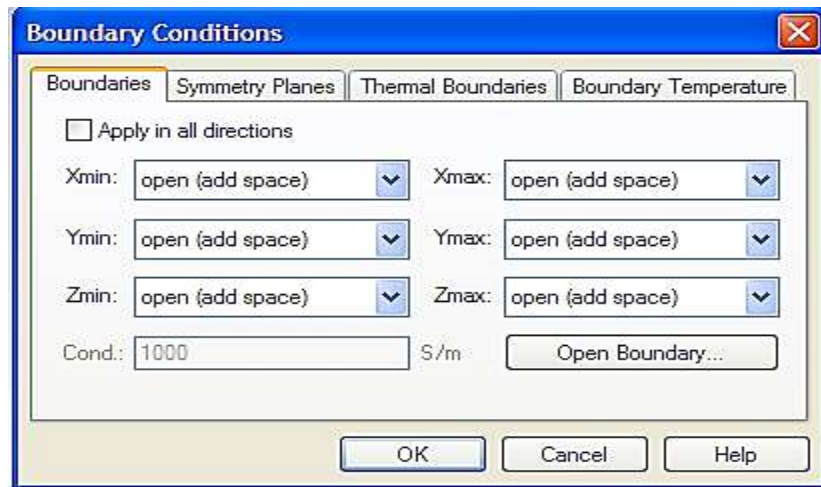 Boundary Conditions
Boundaries Symmetry Planes Thermal Boundaries Boundary Temperature
Apply in all directions
Xmin: open (add space) Xmax: open (add space)
Ymin: open (add space) Ymax: open (add space)
Zmin: open (add space) Zmax: open (add space)
Cond.: 1000 S/m Open Boundary...
OK Cancel Help